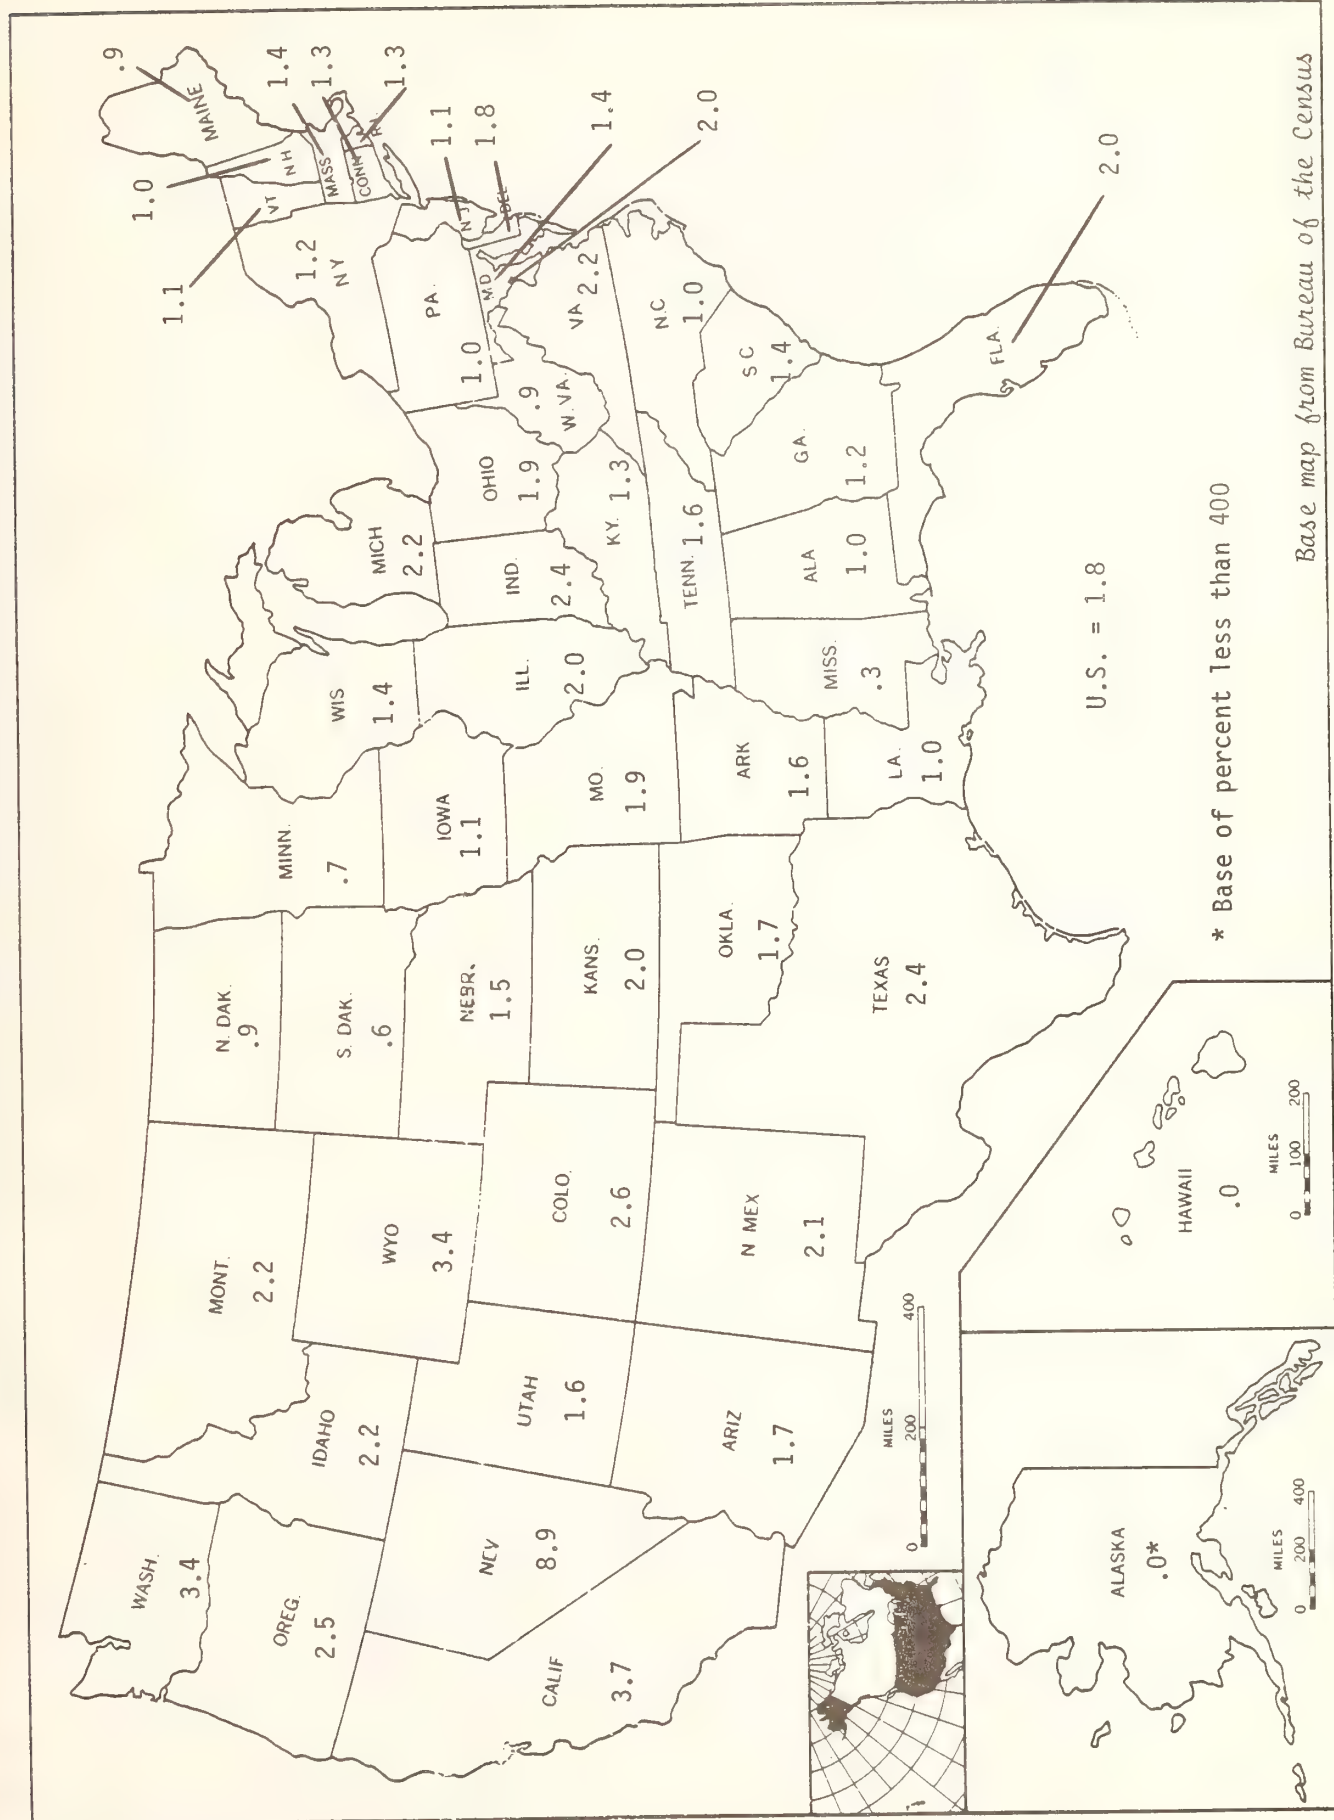 WASH.
3.4
OREG.
2.5
CALIF
3.7
NEV
8.9
IDAHO
2.2
MONT.
2.2
WYO
3.4
UTAH
1.6
COLO.
2.6
ARIZ
1.7
N MEX
2.1
N. DAK.
.9
S. DAK.
.6
NEBR.
1.5
KANS.
2.0
OKLA.
1.7
TEXAS
2.4
MINN.
.7
IOWA
1.1
MO.
1.9
ARK
1.6
LA.
1.0
WIS
1.4
ILL.
2.0
MICH
2.2
IND.
2.4
OHIO
1.9
KY. 1.3
TENN. 1.6
MISS.
.3
ALA
1.0
GA.
1.2
FLA.
2.0
S C
1.4
N.C
1.0
VA
2.2
.9
W. VA.
PA.
1.0
1.2
NY
1.1
VT
1.0
NH
.9
MAINE
1.4
MASS
1.3
CONN
1.3
R.I.
1.1
N J
1.8
DEL
1.4
MD
2.0
U.S. = 1.8
* Base of percent less than 400
MILES
0 200 400
ALASKA
.0*
MILES
0 200 400
HAWAII
.0
MILES
0 100 200
Base map from Bureau of the Census